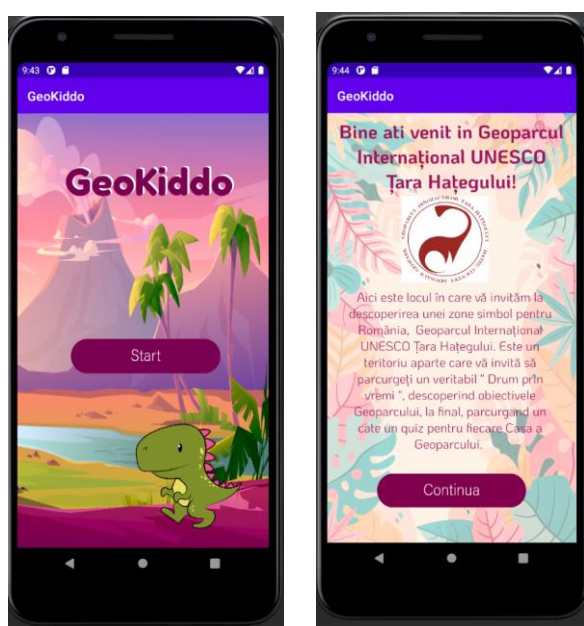 9:43
GeoKiddo
GeoKiddo
Start
9:44
GeoKiddo
Bine ati venit in Geoparcul
Internațional UNESCO
Țara Hațegului!
Aici este locul în care vă invităm la
descoperirea unei zone simbol pentru
România, Geoparcul Internațional
UNESCO Țara Hațegului. Este un
teritoriu aparte care vă invită să
parcurgeți un veritabil " Drum prin
vremi ", descoperind obiectivele
Geoparcului, la final, parcurgand un
cate un quiz pentru fiecare Casa a
Geoparcului.
Continua